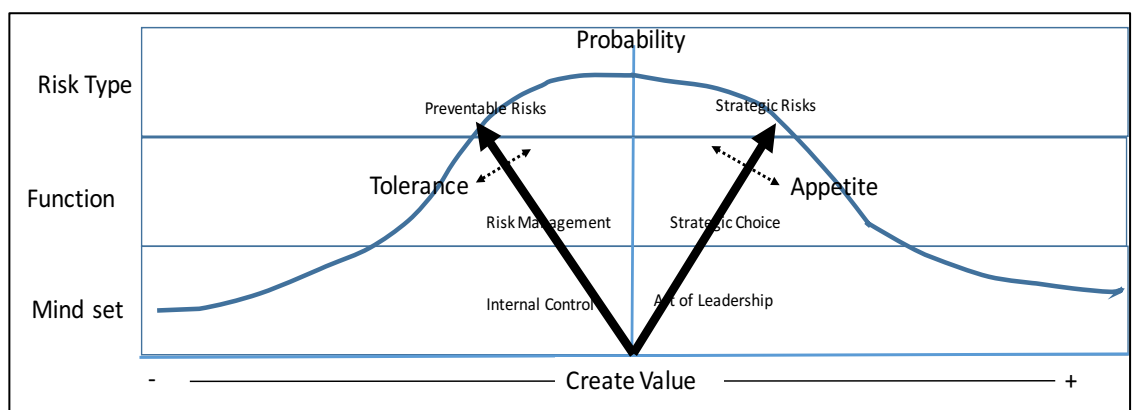 Probability
Risk Type
Preventable Risks
Strategic Risks
Function
Tolerance
Appetite
Risk Management
Strategic Choice
Mind set
Internal Control
Art of Leadership
- Create Value +